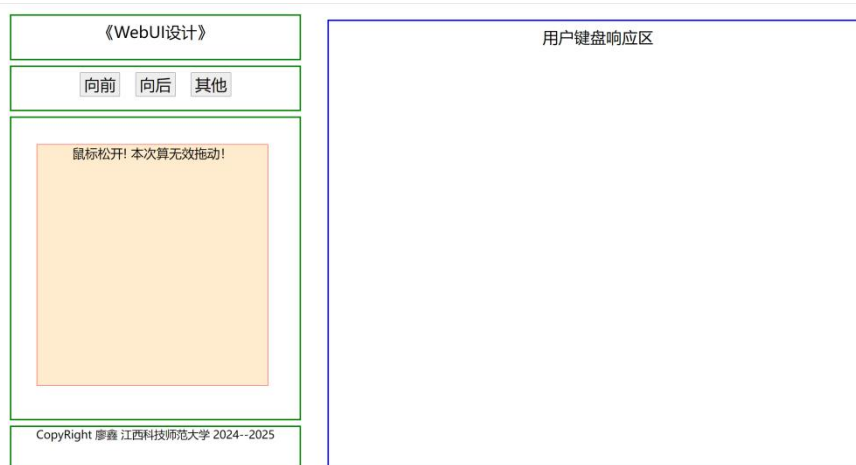 《WebUI设计》
向前 向后 其他
鼠标松开! 本次算无效拖动!
CopyRight 廖鑫 江西科技师范大学 2024--2025
用户键盘响应区